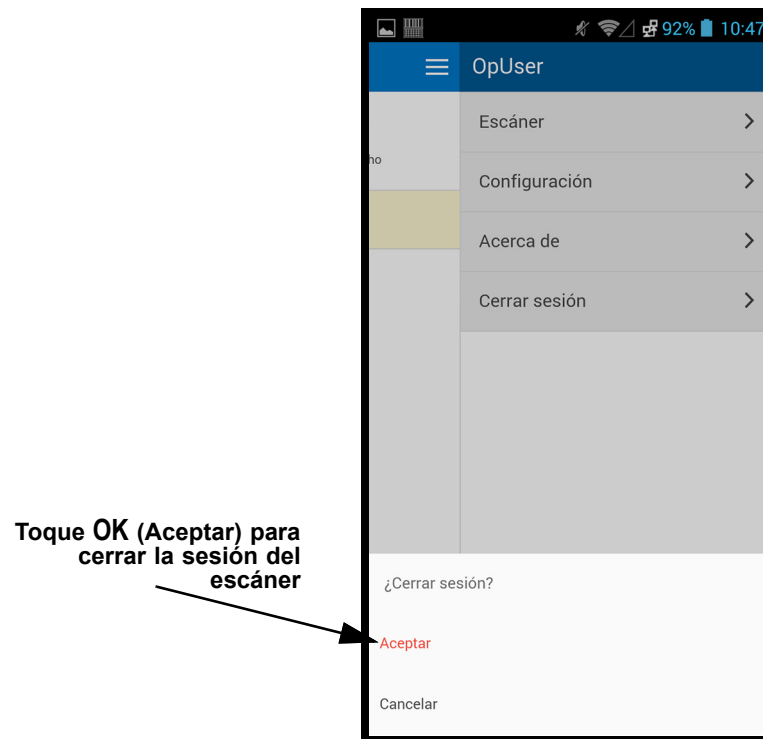 92% 10:47
OpUser
Escáner
ho
Configuración
Acerca de
Cerrar sesión
Toque OK (Aceptar) para
cerrar la sesión del
escáner
¿Cerrar sesión?
Aceptar
Cancelar